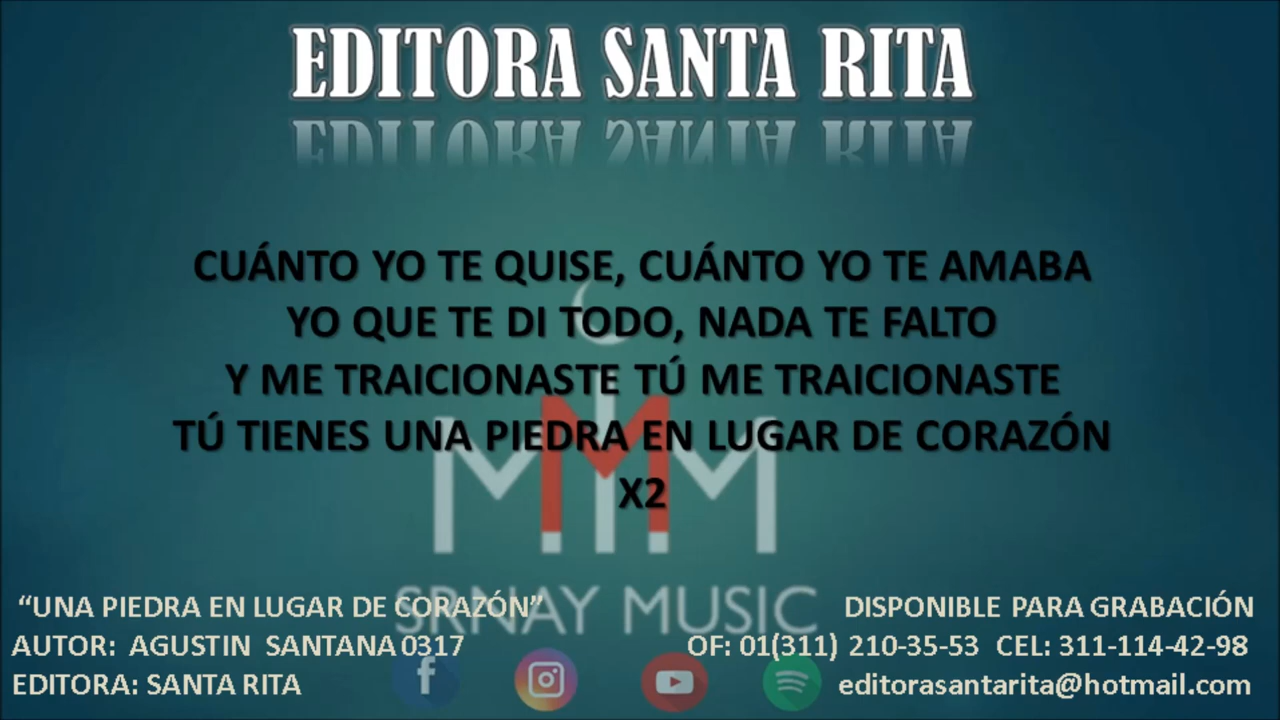 EDITORA SANTA RITA
CUÁNTO YO TE QUISE, CUÁNTO YO TE AMABA
YO QUE TE DI TODO, NADA TE FALTO
Y ME TRAICIONASTE TÚ ME TRAICIONASTE
TÚ TIENES UNA PIEDRA EN LUGAR DE CORAZÓN
X2
SRNAY MUSIC
“UNA PIEDRA EN LUGAR DE CORAZÓN”
AUTOR: AGUSTIN SANTANA 0317
EDITORA: SANTA RITA
DISPONIBLE PARA GRABACIÓN
OF: 01(311) 210-35-53 CEL: 311-114-42-98
editorasantarita@hotmail.com